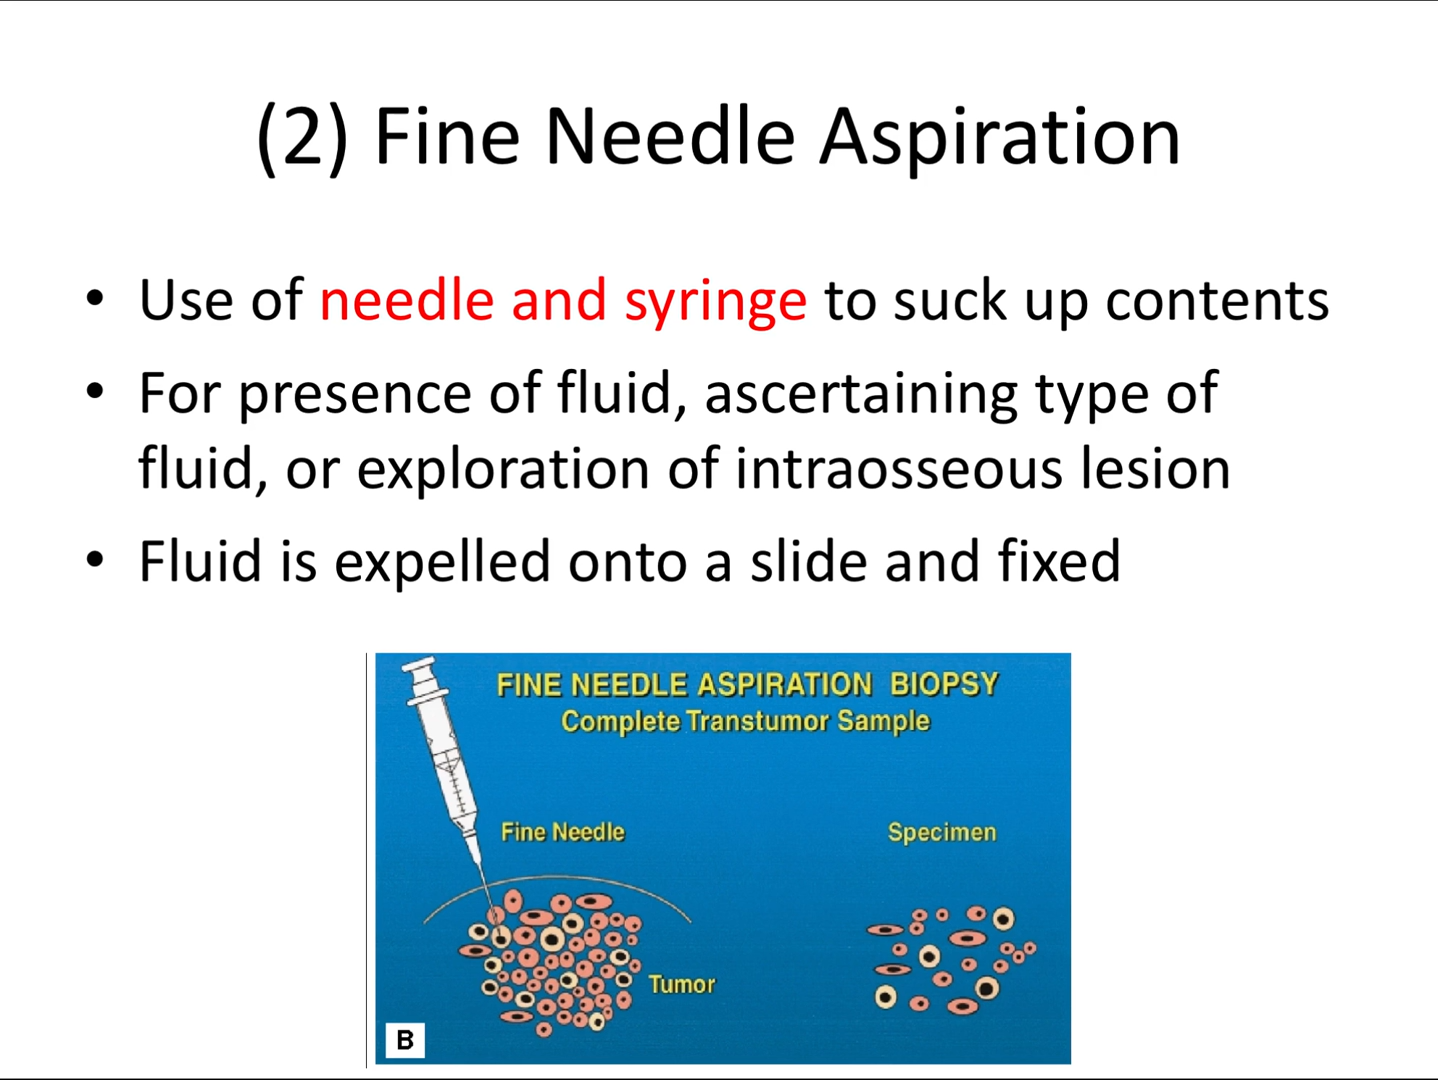 (2) Fine Needle Aspiration
• Use of needle and syringe to suck up contents
• For presence of fluid, ascertaining type of
fluid, or exploration of intraosseous lesion
• Fluid is expelled onto a slide and fixed
FINE NEEDLE ASPIRATION BIOPSY
Complete Transtumor Sample
Fine Needle
Specimen
Tumor
B